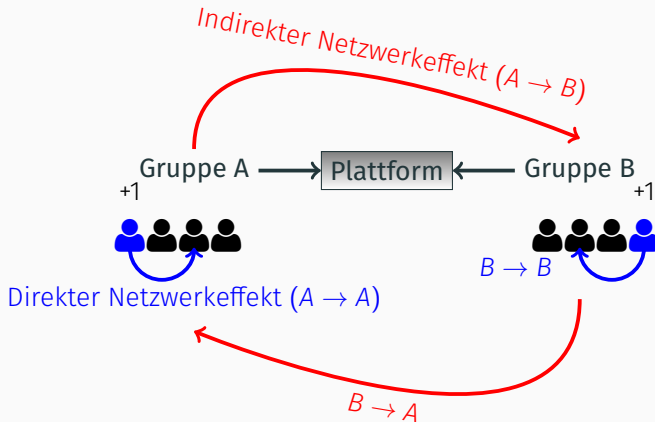 Indirekter Netzwerkeffekt (A → B)
Gruppe A
Plattform
Gruppe B
+1
+1
B → B
Direkter Netzwerkeffekt (A → A)
B → A